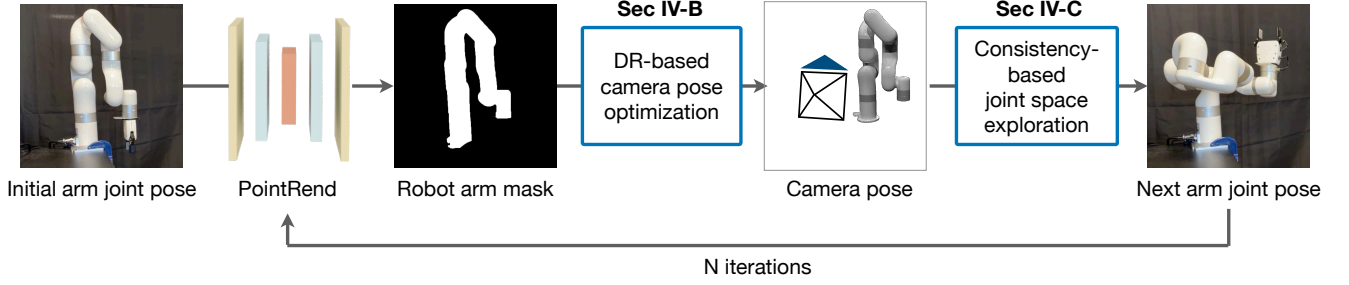 Sec IV-B
Sec IV-C
DR-based
camera pose
optimization
Consistency-
based
joint space
exploration
Initial arm joint pose
PointRend
Robot arm mask
Camera pose
Next arm joint pose
N iterations